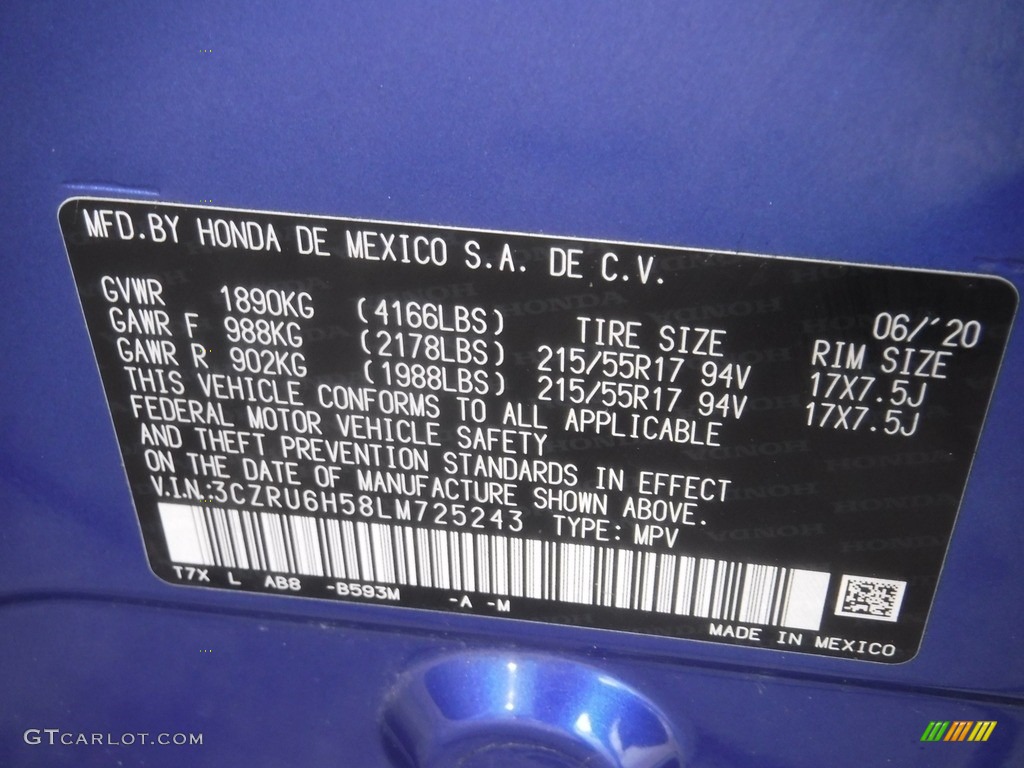 MFD.BY HONDA DE MEXICO S.A. DE C.V.
06/'20
GVWR 1890KG (4166LBS) TIRE SIZE RIM SIZE
GAWR F 988KG (2178LBS) 215/55R17 94V 17X7.5J
GAWR R 902KG (1988LBS) 215/55R17 94V 17X7.5J
THIS VEHICLE CONFORMS TO ALL APPLICABLE
FEDERAL MOTOR VEHICLE SAFETY
AND THEFT PREVENTION STANDARDS IN EFFECT
ON THE DATE OF MANUFACTURE SHOWN ABOVE.
V.I.N.:3CZRU6H58LM725243 TYPE: MPV
T7X L AB8 -B593M -A -M
MADE IN MEXICO
GTCARLOT.COM